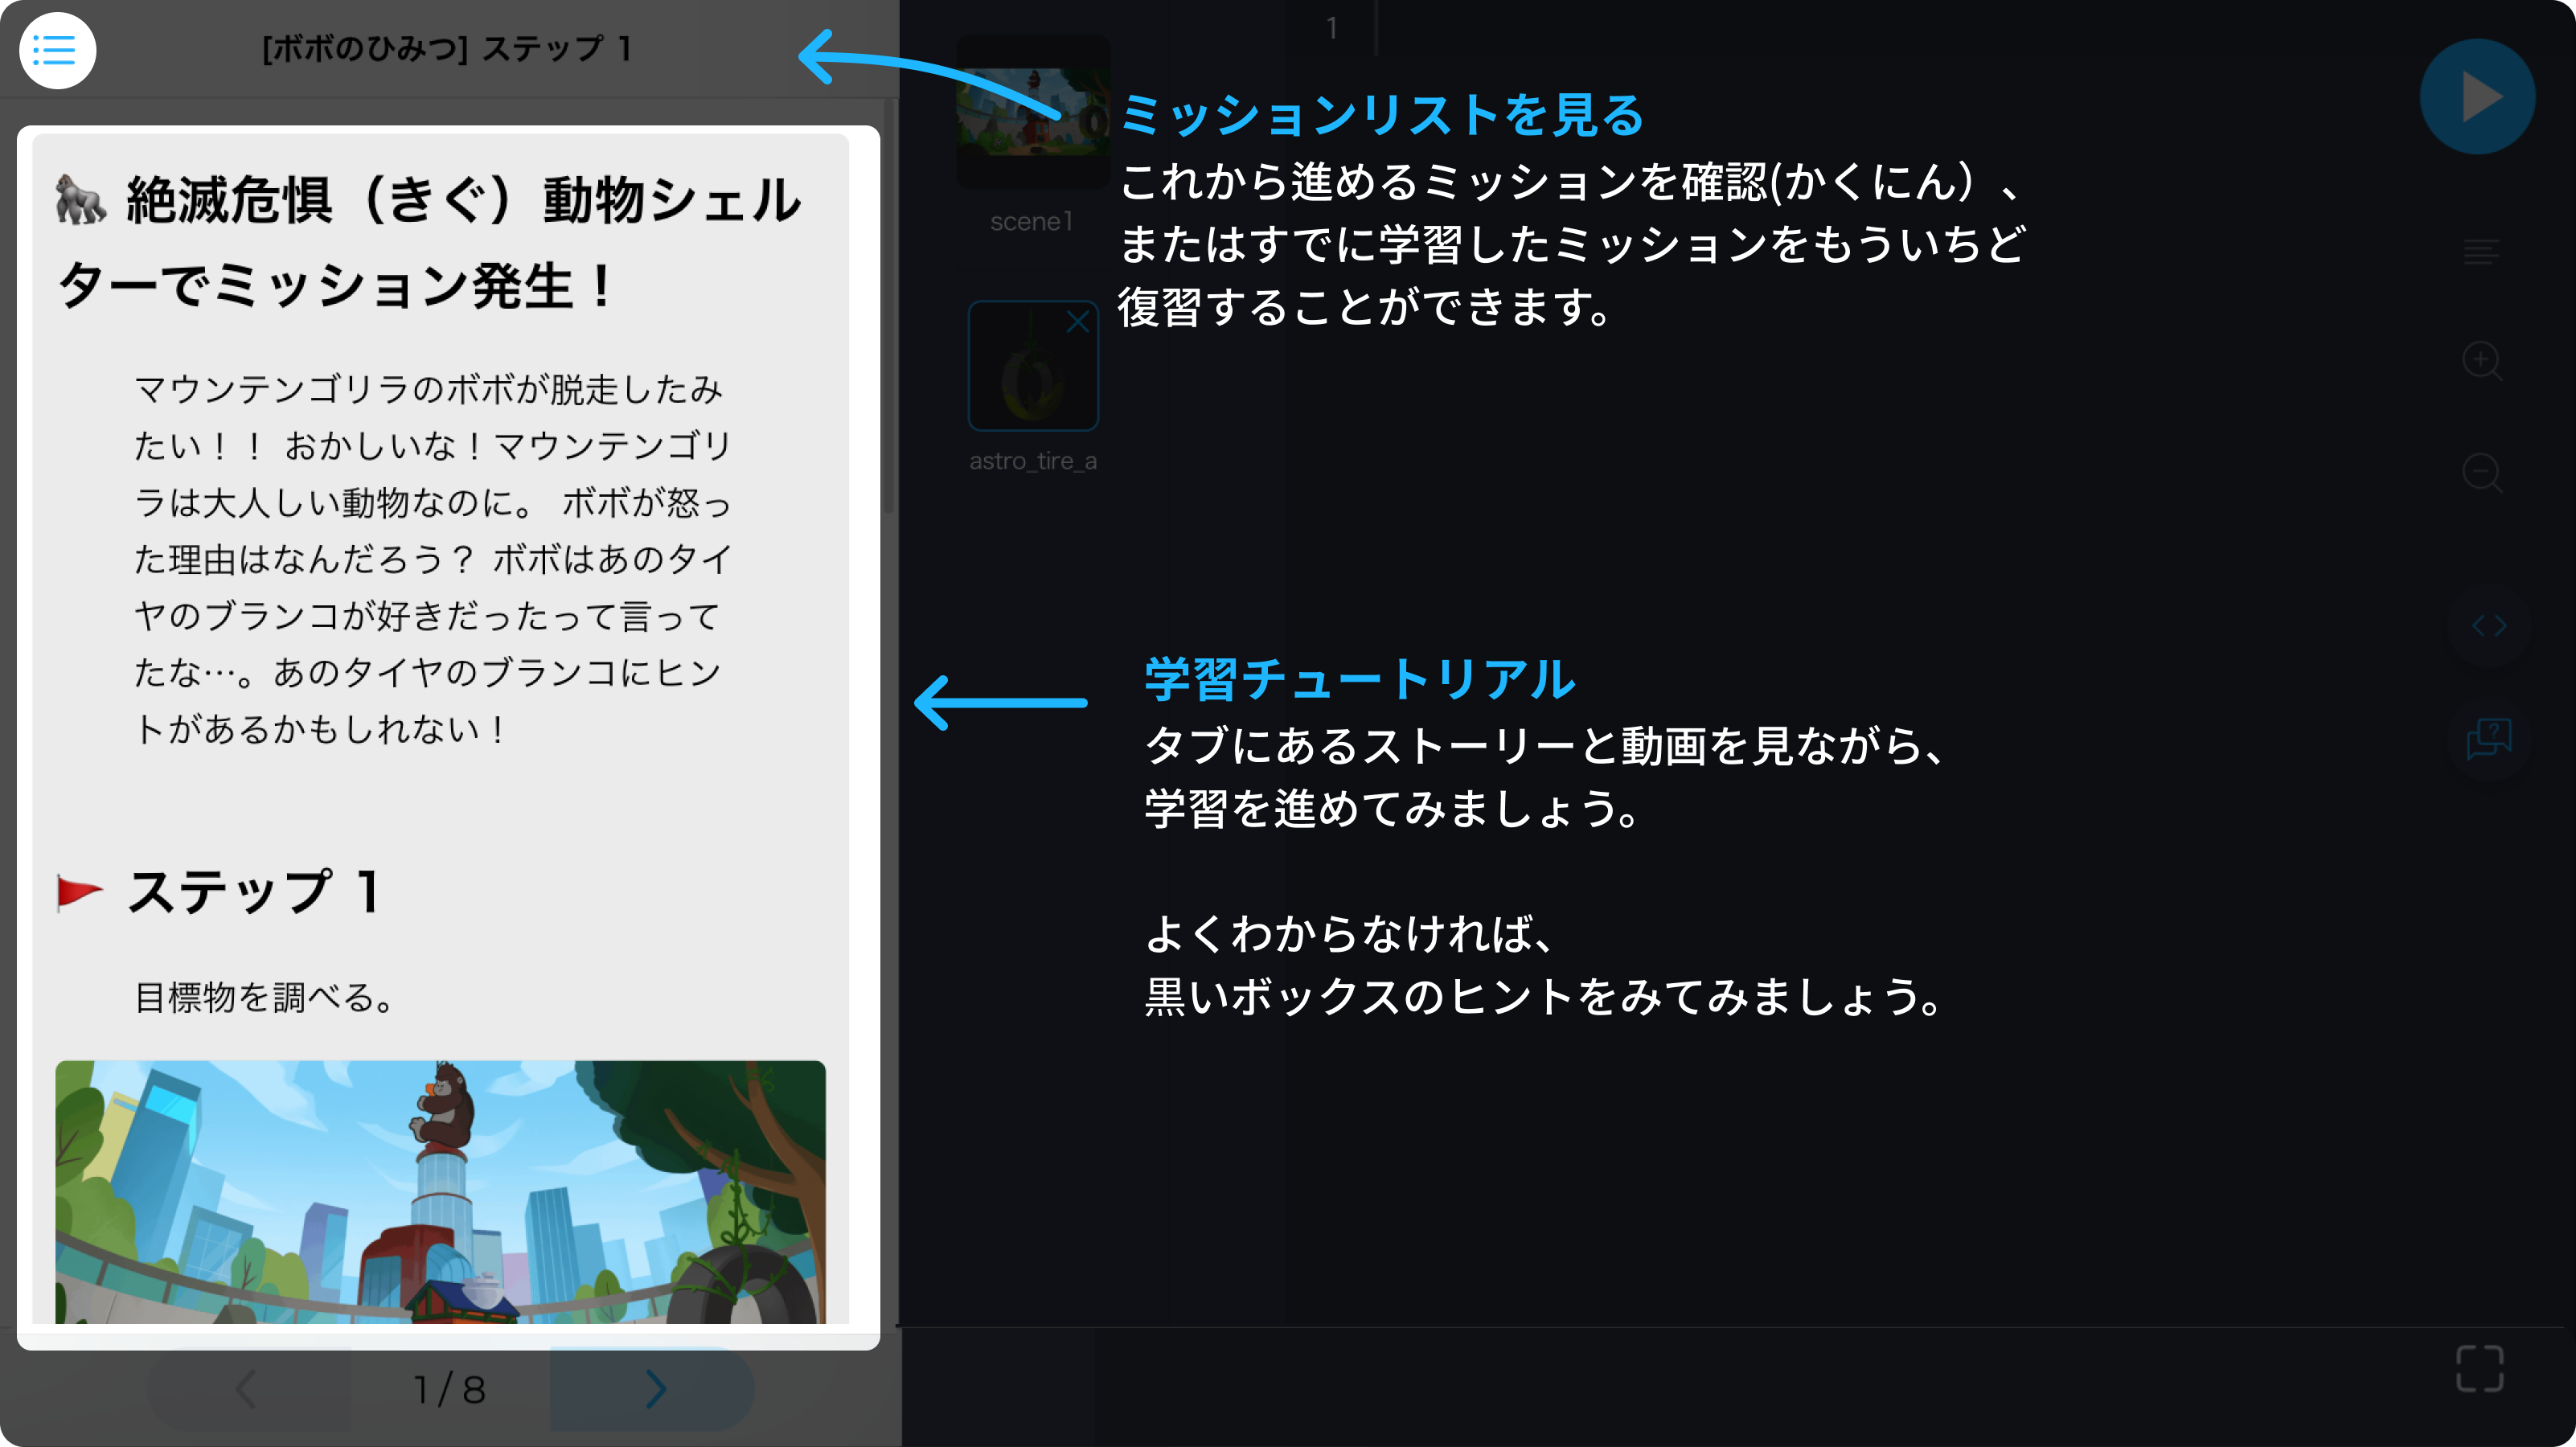 [ボボのひみつ] ステップ 1
絶滅危惧（きぐ）動物シェル
ターでミッション発生！
マウンテンゴリラのボボが脱走したみ
たい！！ おかしいな！マウンテンゴリ
ラは大人しい動物なのに。 ボボが怒っ
た理由はなんだろう？ ボボはあのタイ
ヤのブランコが好きだったって言って
たな…。あのタイヤのブランコにヒン
トがあるかもしれない！
ステップ 1
目標物を調べる。
1 / 8
1
scene1
astro_tire_a
ミッションリストを見る
これから進めるミッションを確認(かくにん）、
またはすでに学習したミッションをもういちど
復習することができます。
学習チュートリアル
タブにあるストーリーと動画を見ながら、
学習を進めてみましょう。
よくわからなければ、
黒いボックスのヒントをみてみましょう。